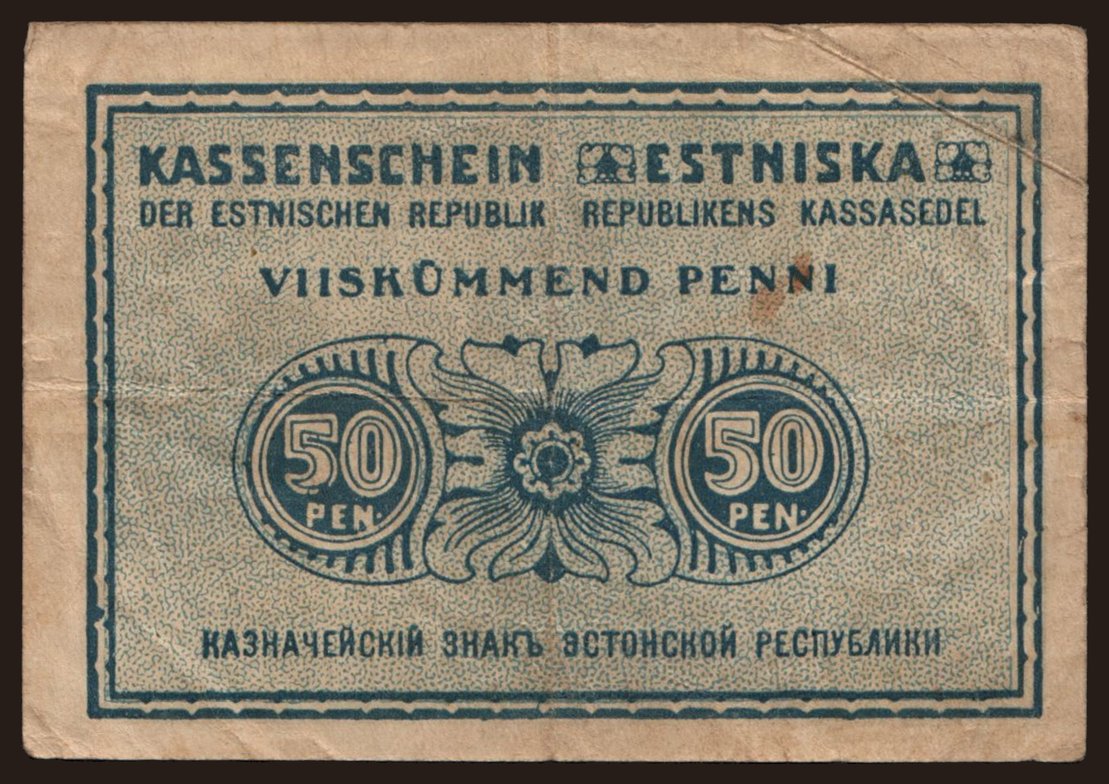 KASSENSCHEIN
DER ESTNISCHEN REPUBLIK
ESTNISKA
REPUBLIKENS KASSASEDEL
VIISKÜMMEND PENNI
50
PEN.
50
PEN.
КАЗНАЧЕЙСКІЙ ЗНАКЪ ЭСТОНСКОЙ РЕСПУБЛИКИ